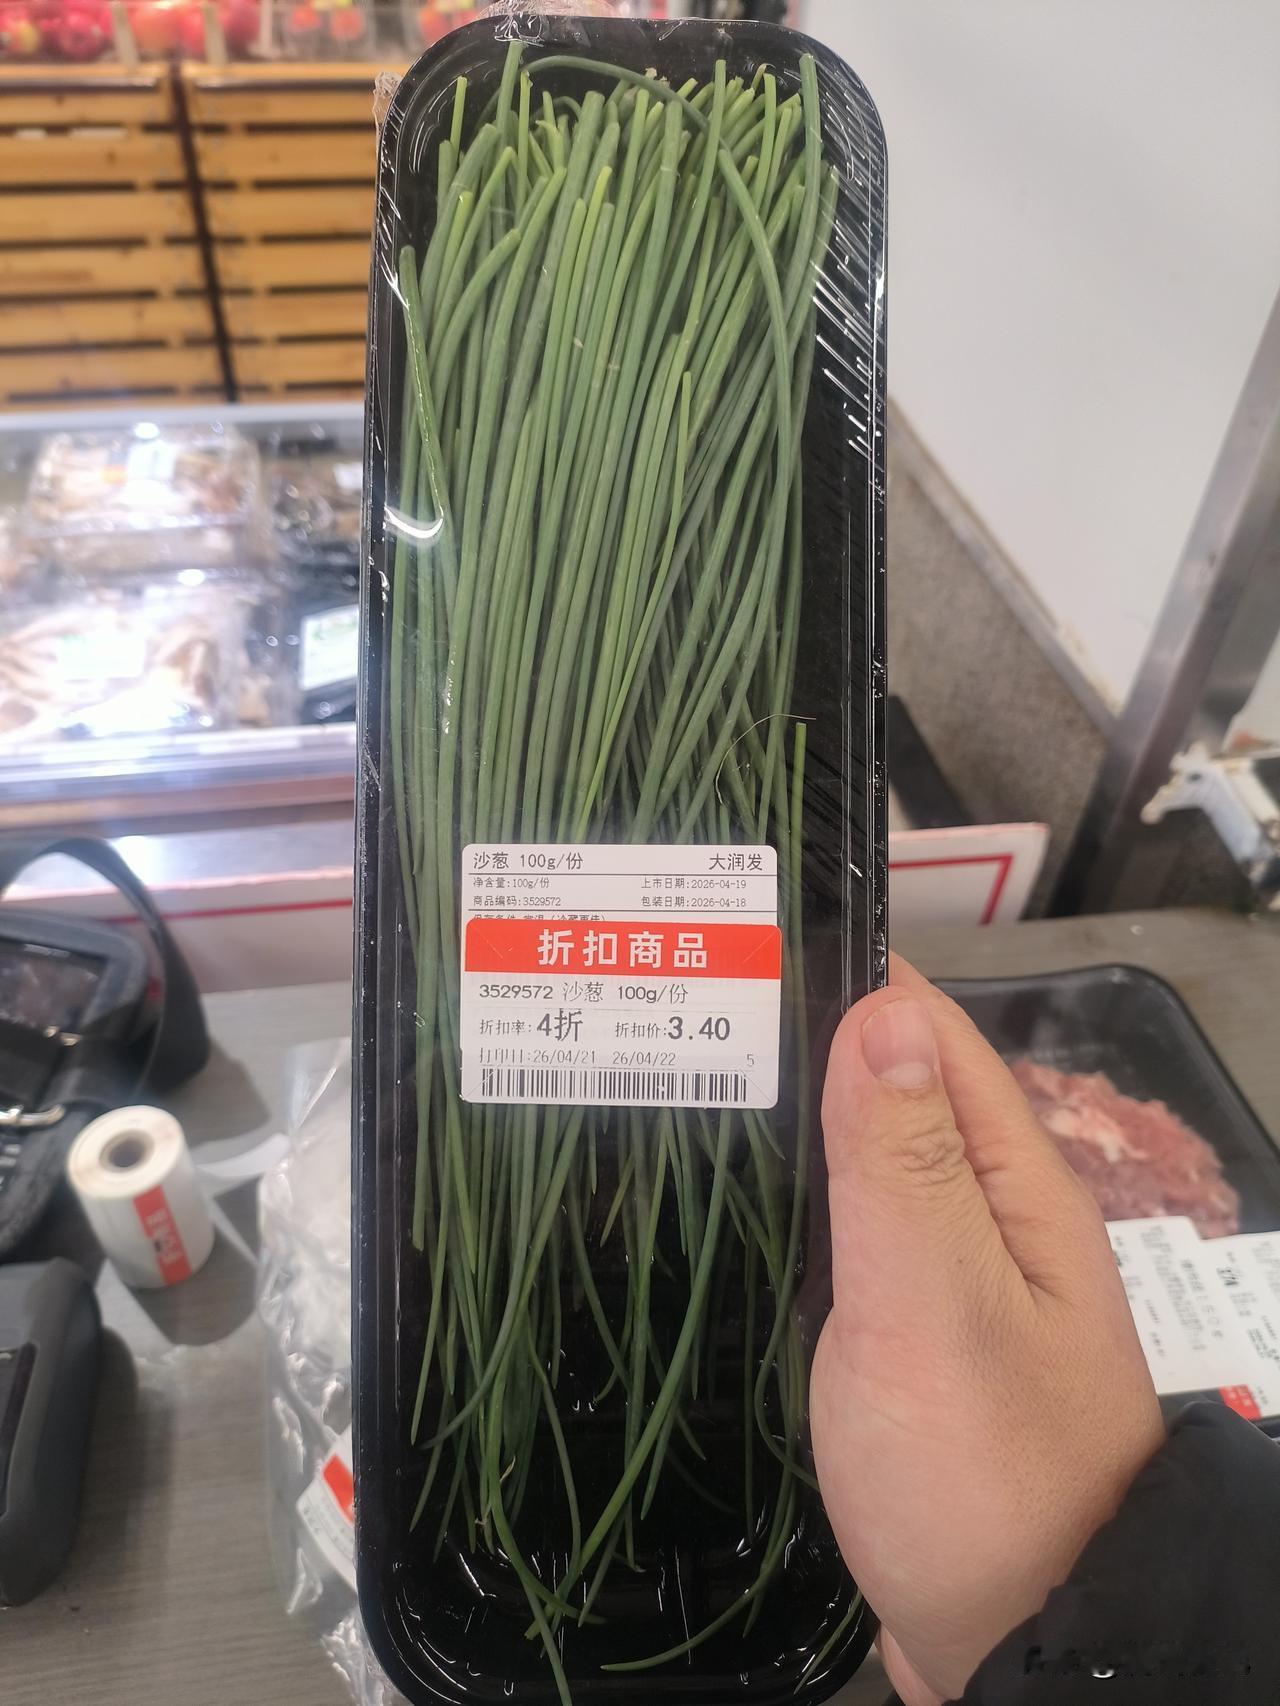 沙葱 100g/份 大润发
净含量:100g/份 上市日期:2026-04-19
商品编码:3529572 包装日期:2026-04-18
折扣商品
3529572 沙葱 100g/份
折扣率:4折 折扣价:3.40
打印日:26/04/21 26/04/22 5